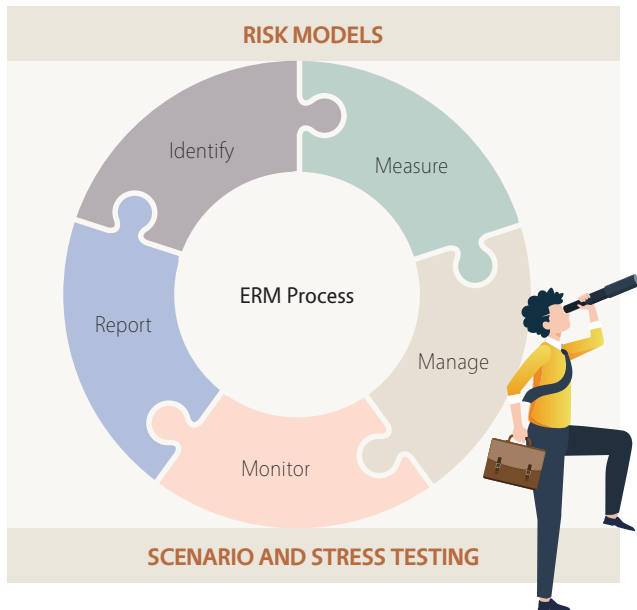 RISK MODELS
Identify
Measure
ERM Process
Report
Manage
Monitor
SCENARIO AND STRESS TESTING